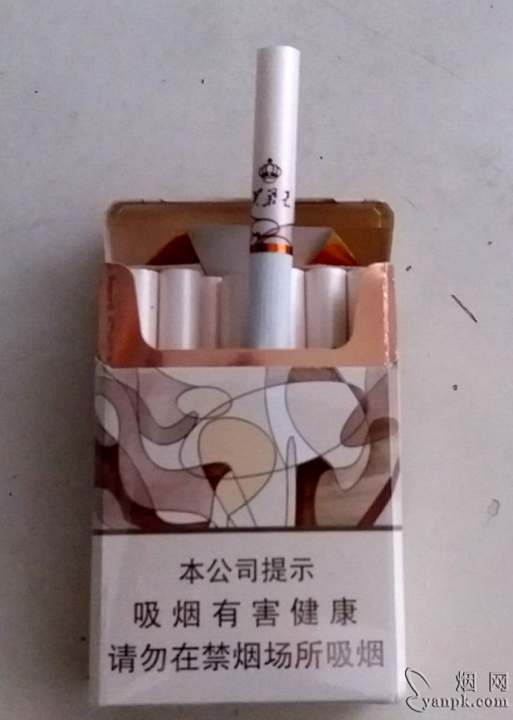 本公司提示
吸烟有害健康
请勿在禁烟场所吸烟
烟网
yanpk.com